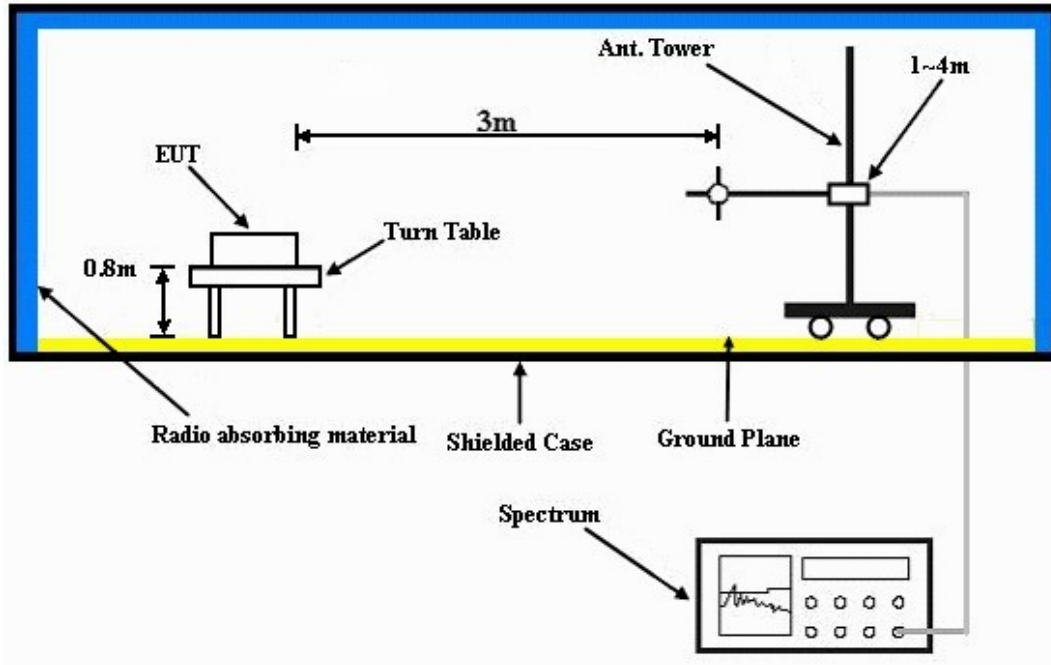 Ant. Tower
1~4m
3m
EUT
Turn Table
0.8m
Radio absorbing material
Shielded Case
Ground Plane
Spectrum